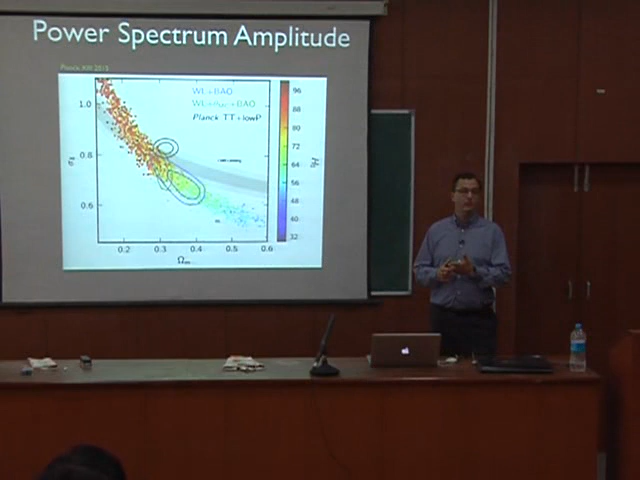 Power Spectrum Amplitude
Planck XIII 2015
WL+BAO
Planck TT+lowP
1.0
0.8
0.6
σ8
0.2
0.3
0.4
0.5
0.6
Ωm
96
88
80
72
64
56
48
40
32
H0